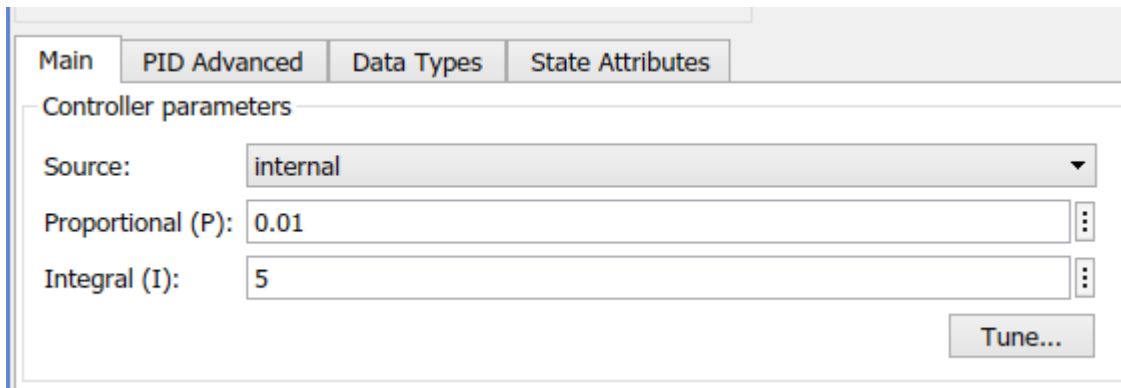 Main PID Advanced Data Types State Attributes
Controller parameters
Source: internal
Proportional (P): 0.01
Integral (I): 5
Tune...